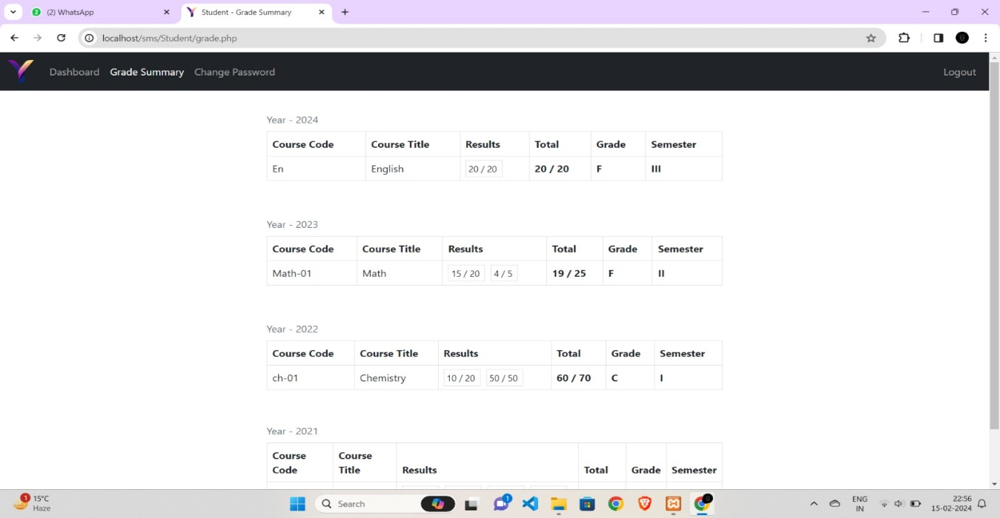 (2) WhatsApp
Student - Grade Summary
localhost/sms/Student/grade.php
Dashboard Grade Summary Change Password Logout
Year - 2024
Course Code Course Title Results Total Grade Semester
En English 20 / 20 20 / 20 F III
Year - 2023
Course Code Course Title Results Total Grade Semester
Math-01 Math 15 / 20 4 / 5 19 / 25 F II
Year - 2022
Course Code Course Title Results Total Grade Semester
ch-01 Chemistry 10 / 20 50 / 50 60 / 70 C I
Year - 2021
Course Code Course Title Results Total Grade Semester
1 15°C
Haze
Search
1
ENG
IN
22:56
15-02-2024